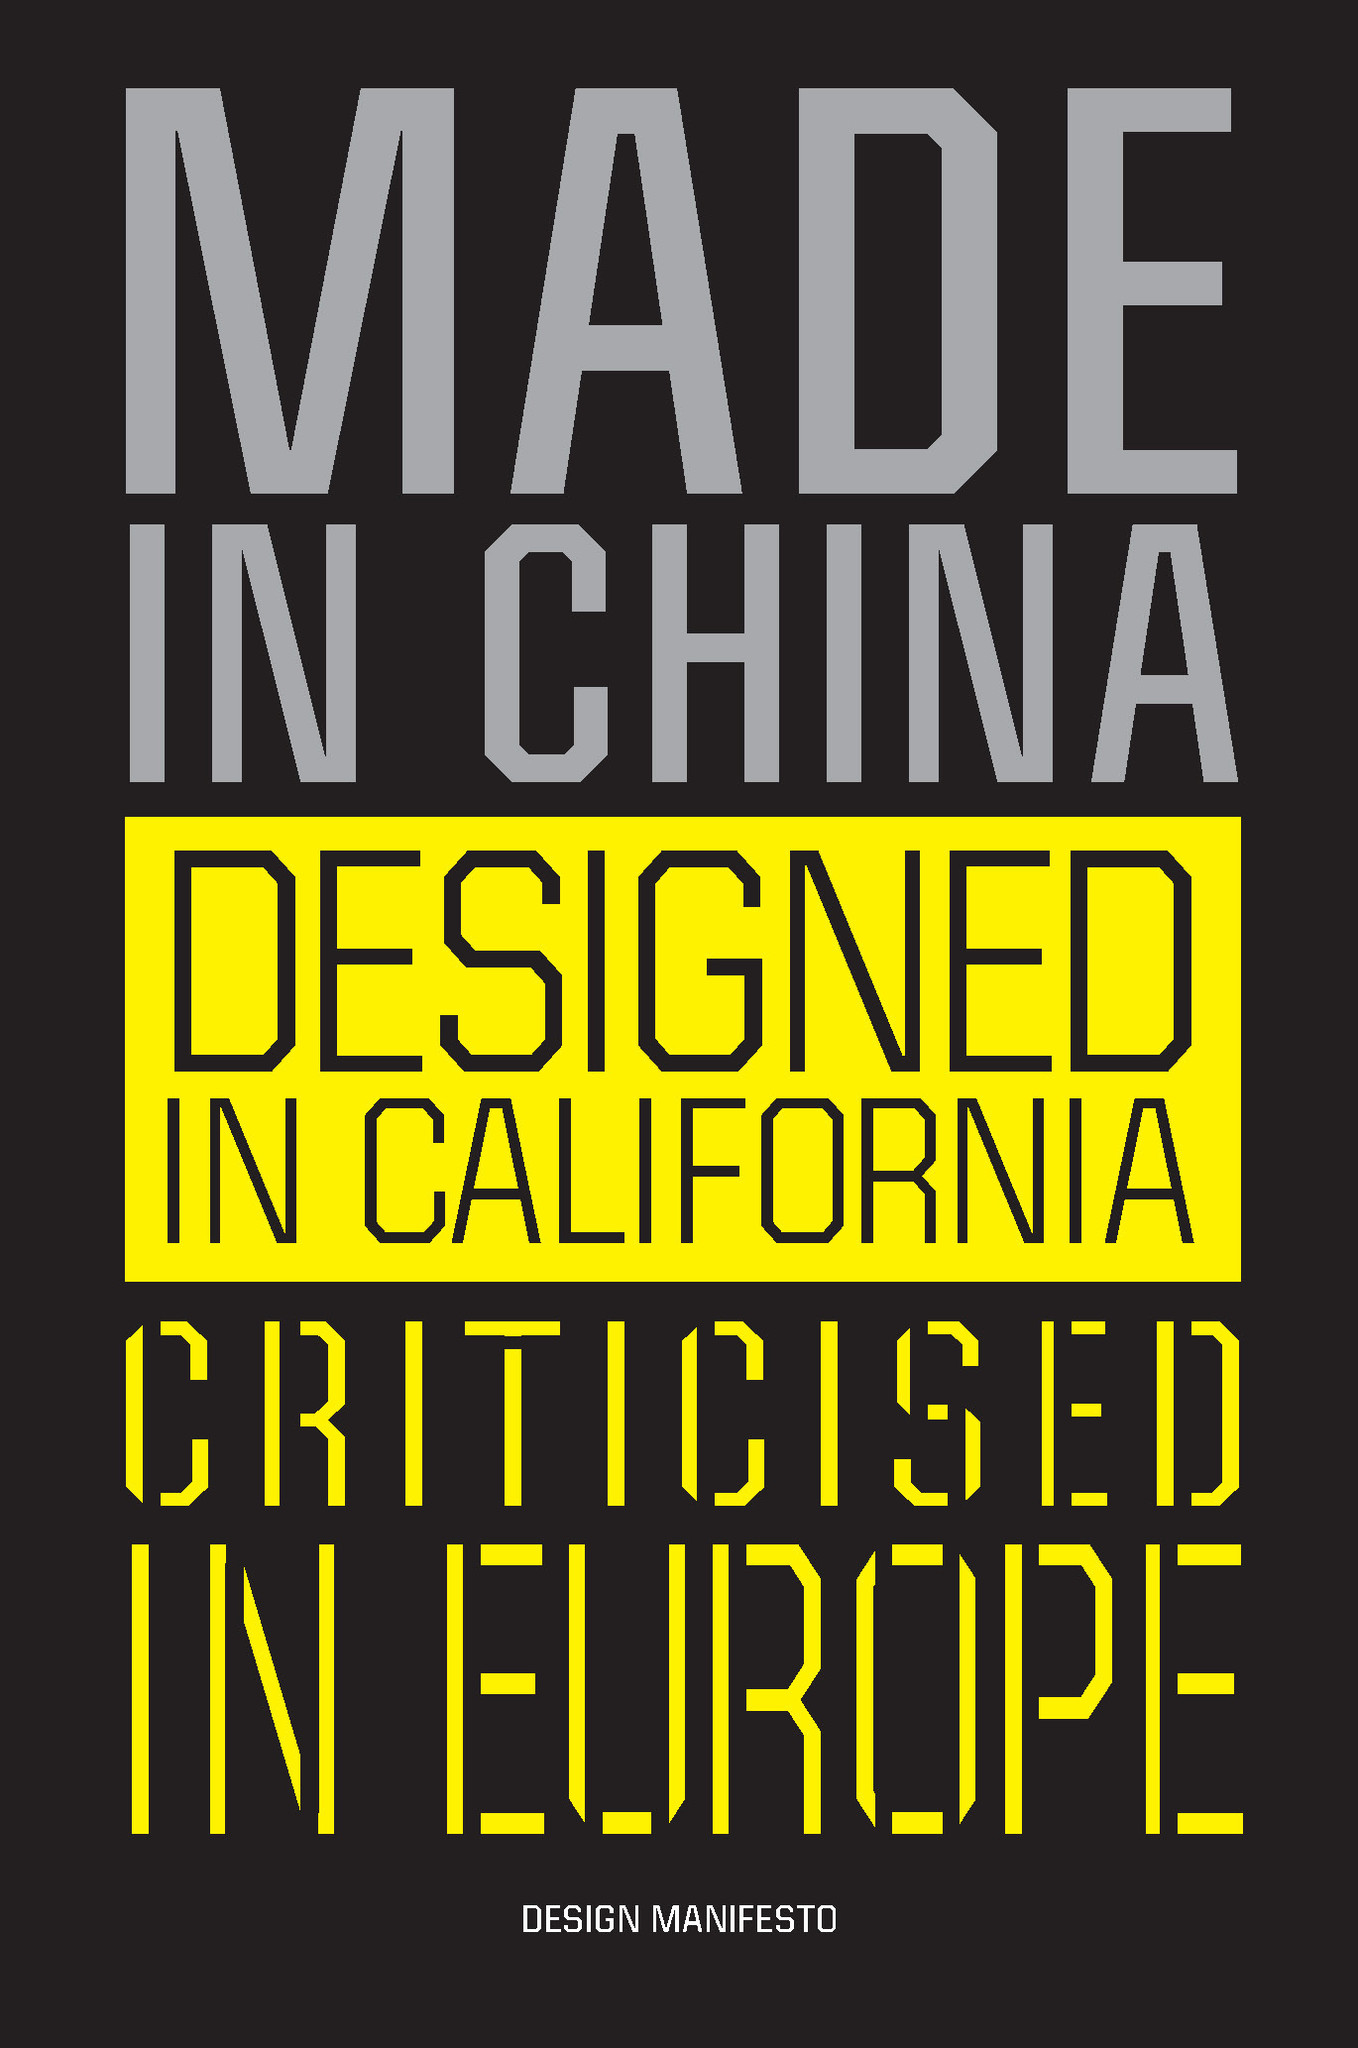 MADE
IN CHINA
DESIGNED
IN CALIFORNIA
CRITICISED
IN EUROPE
DESIGN MANIFESTO